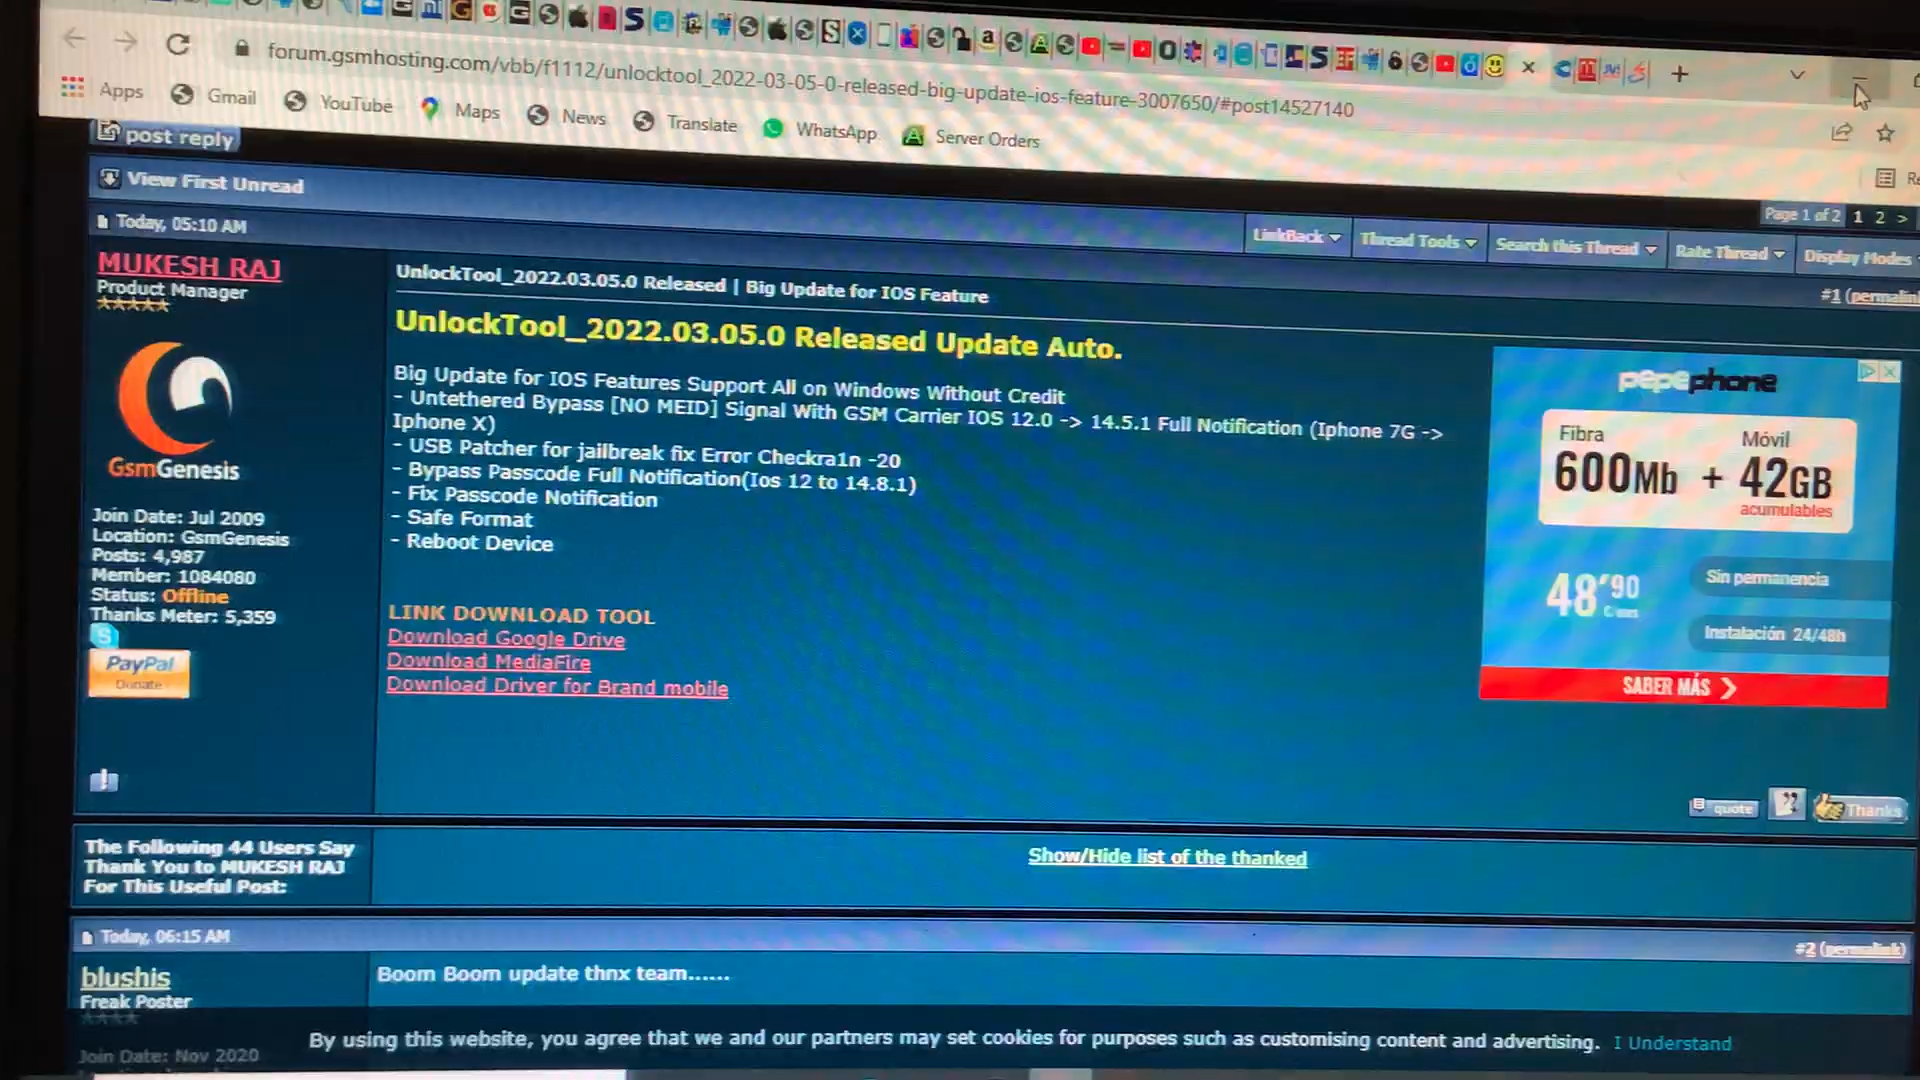 forum.gsmhosting.com/vbb/f1112/unlocktool_2022-03-05-0-released-big-update-ios-feature-3007650/#post14527140
Apps
Gmail
YouTube
Maps
News
Translate
WhatsApp
Server Orders
post reply
View First Unread
Page 1 of 2 1 2 >
Today, 05:10 AM
LinkBack
Thread Tools
Search this Thread
Rate Thread
Display Modes
#1 (permalink
MUKESH RAJ
Product Manager
GsmGenesis
Join Date: Jul 2009
Location: GsmGenesis
Posts: 4,987
Member: 1084080
Status: Offline
Thanks Meter: 5,359
PayPal
Donate
UnlockTool_2022.03.05.0 Released | Big Update for IOS Feature
UnlockTool_2022.03.05.0 Released Update Auto.
Big Update for IOS Features Support All on Windows Without Credit
- Untethered Bypass [NO MEID] Signal With GSM Carrier IOS 12.0 -> 14.5.1 Full Notification (Iphone 7G ->
Iphone X)
- USB Patcher for jailbreak fix Error Checkra1n -20
- Bypass Passcode Full Notification(Ios 12 to 14.8.1)
- Fix Passcode Notification
- Safe Format
- Reboot Device
LINK DOWNLOAD TOOL
Download Google Drive
Download MediaFire
Download Driver for Brand mobile
pepephone
Fibra
600Mb
+
Móvil
42GB
acumulables
48'90
Sin permanencia
Instalación 24/48h
SABER MÁS
quote
Thanks
The Following 44 Users Say
Thank You to MUKESH RAJ
For This Useful Post:
Show/Hide list of the thanked
Today, 06:15 AM
#2 (permalink)
blushis
Freak Poster
Join Date: Nov 2020
Boom Boom update thnx team......
By using this website, you agree that we and our partners may set cookies for purposes such as customising content and advertising. I Understand